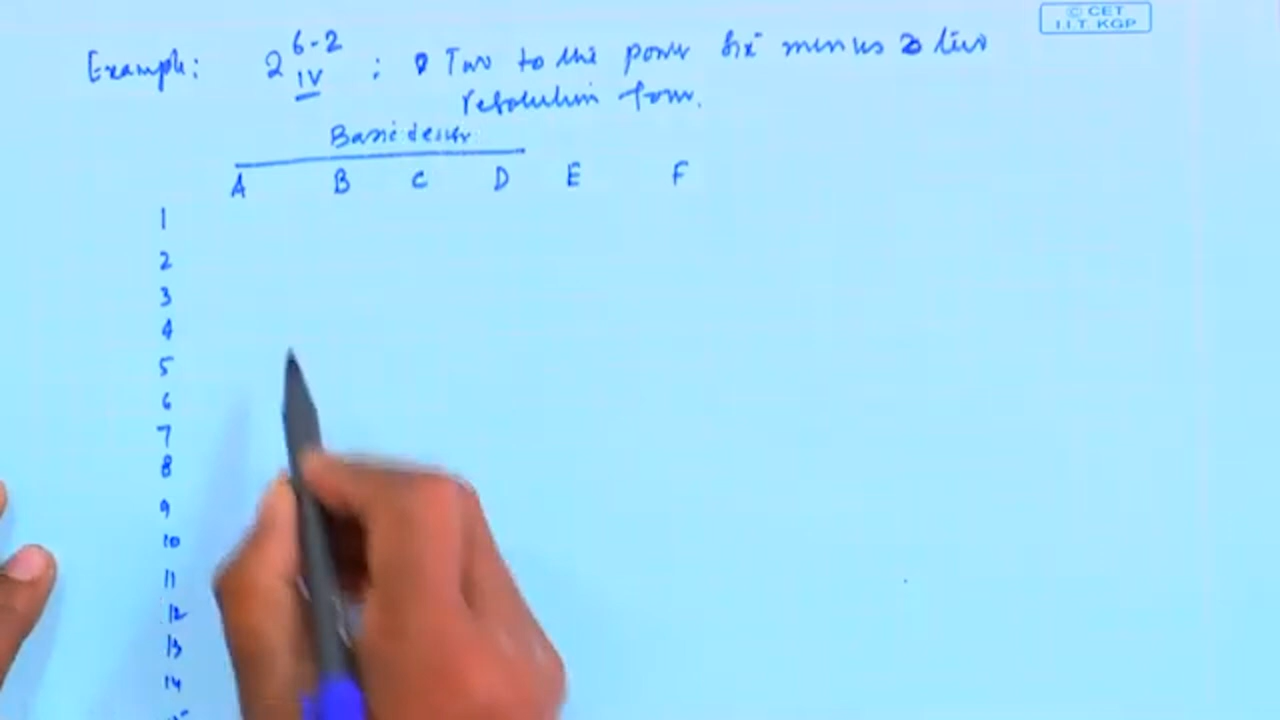 © CET
I.I.T. KGP
Example: 2 6-2 IV : Two to the power six minus two
resolution four.
Basic design
A B C D E F
1
2
3
4
5
6
7
8
9
10
11
12
13
14